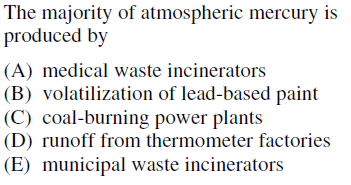 The majority of atmospheric mercury is
produced by
(A) medical waste incinerators
(B) volatilization of lead-based paint
(C) coal-burning power plants
(D) runoff from thermometer factories
(E) municipal waste incinerators